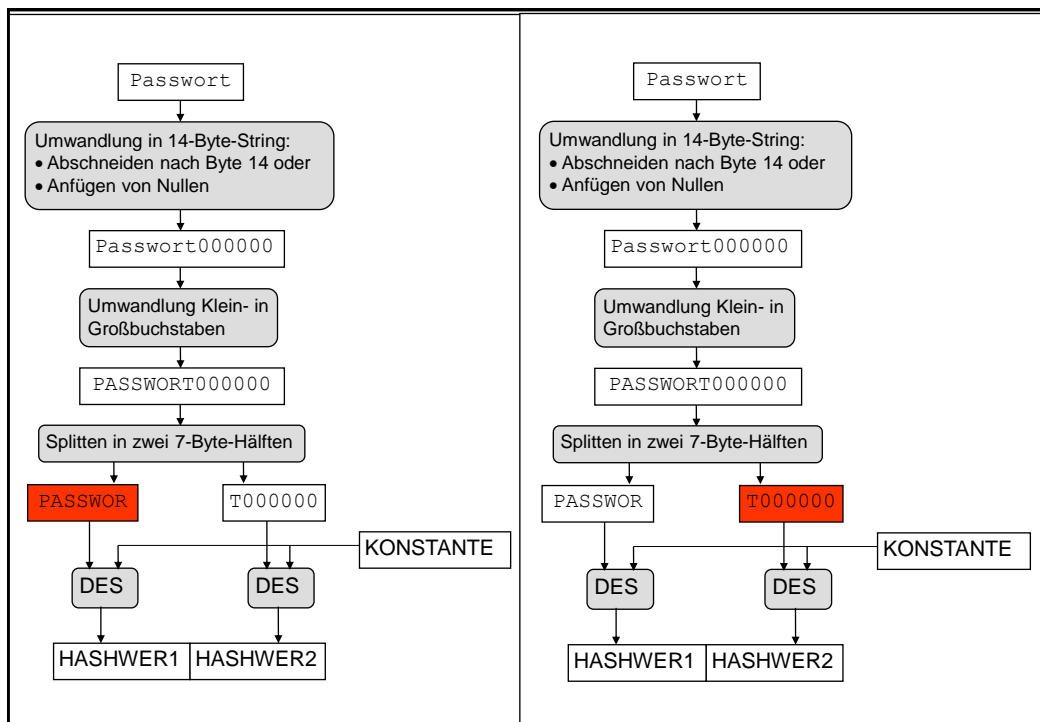 Passwort
Umwandlung in 14-Byte-String:
• Abschneiden nach Byte 14 oder
• Anfügen von Nullen
Passwort000000
Umwandlung Klein- in
Großbuchstaben
PASSWORT000000
Splitten in zwei 7-Byte-Hälften
PASSWOR
T000000
KONSTANTE
DES
DES
HASHWER1
HASHWER2
Passwort
Umwandlung in 14-Byte-String:
• Abschneiden nach Byte 14 oder
• Anfügen von Nullen
Passwort000000
Umwandlung Klein- in
Großbuchstaben
PASSWORT000000
Splitten in zwei 7-Byte-Hälften
PASSWOR
T000000
KONSTANTE
DES
DES
HASHWER1
HASHWER2